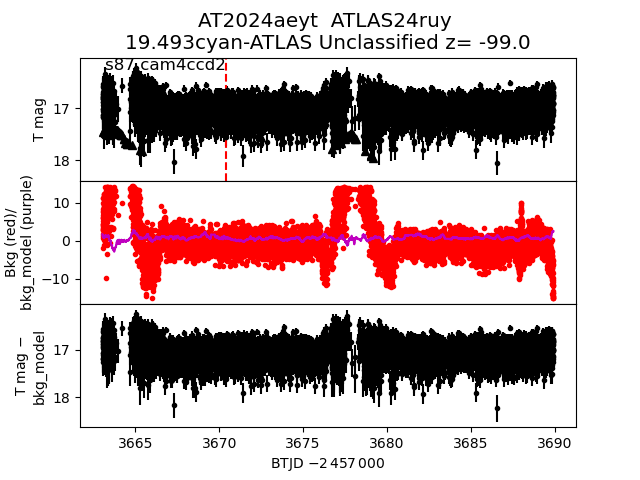 AT2024aeyt  ATLAS24ruy
19.493cyan-ATLAS Unclassified z= -99.0
s87 cam4ccd2
T mag
17
18
Bkg (red)/
bkg_model (purple)
10
0
−10
T mag −
bkg_model
17
18
3665 3670 3675 3680 3685 3690
BTJD −2 457 000